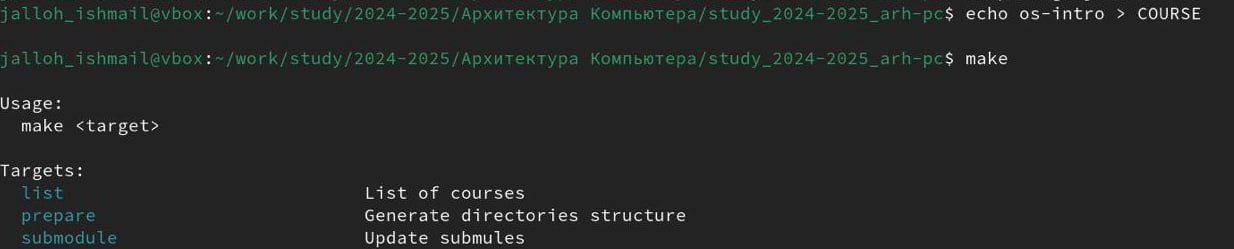 jalloh_ishmail@vbox:~/work/study/2024-2025/Архитектура Компьютера/study_2024-2025_arh-pc$ echo os-intro > COURSE
jalloh_ishmail@vbox:~/work/study/2024-2025/Архитектура Компьютера/study_2024-2025_arh-pc$ make
Usage:
  make <target>
Targets:
  list                            List of courses
  prepare                         Generate directories structure
  submodule                       Update submules